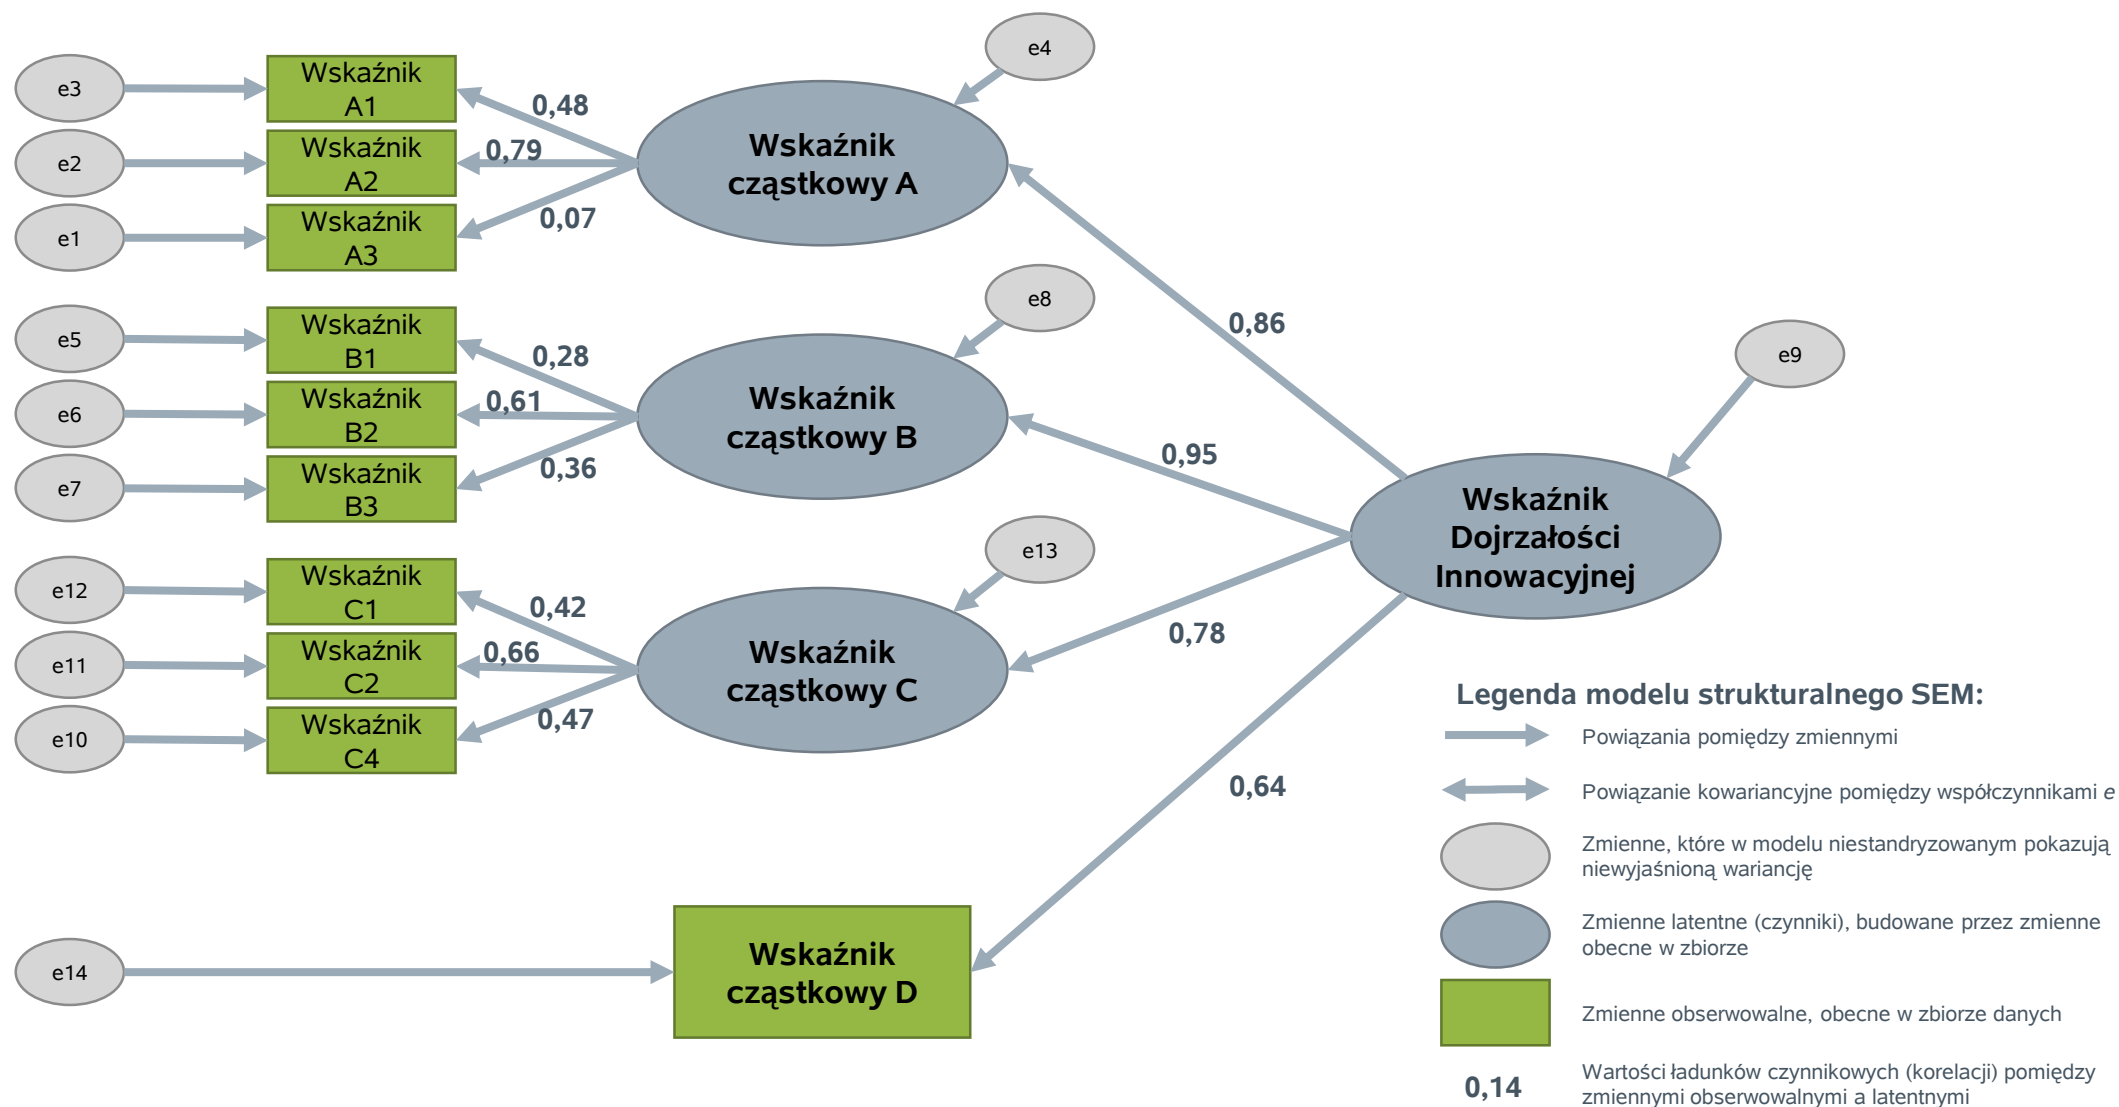 e4
e3
Wskaźnik
A1
0,48
e2
Wskaźnik
A2
0,79
Wskaźnik
cząstkowy A
e1
Wskaźnik
A3
0,07
e8
e5
Wskaźnik
B1
0,28
0,86
e6
Wskaźnik
B2
0,61
Wskaźnik
cząstkowy B
e9
e7
Wskaźnik
B3
0,36
0,95
Wskaźnik
Dojrzałości
Innowacyjnej
e13
e12
Wskaźnik
C1
0,42
e11
Wskaźnik
C2
0,66
Wskaźnik
cząstkowy C
0,78
e10
Wskaźnik
C4
0,47
0,64
e14
Wskaźnik
cząstkowy D
Legenda modelu strukturalnego SEM:
Powiązania pomiędzy zmiennymi
Powiązanie kowariancyjne pomiędzy współczynnikami e
Zmienne, które w modelu niestandryzowanym pokazują
niewyjaśnioną wariancję
Zmienne latentne (czynniki), budowane przez zmienne
obecne w zbiorze
Zmienne obserwowalne, obecne w zbiorze danych
0,14
Wartości ładunków czynnikowych (korelacji) pomiędzy
zmiennymi obserwowalnymi a latentnymi